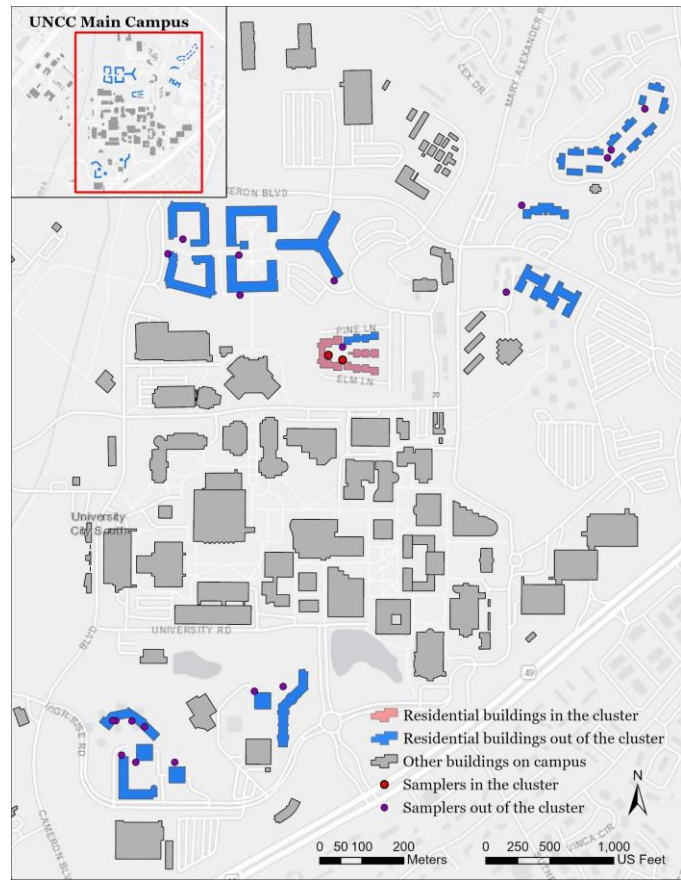 UNCC Main Campus
LEX DR
MARY ALEXANDER R
MERON BLVD
PINE LN
ELM LN
R
University
City South
UNIVERSITY RD
BLVD
49
HIGH RISE RD
CAMERON BLVD
VINCA CIR
Residential buildings in the cluster
Residential buildings out of the cluster
Other buildings on campus
Samplers in the cluster
Samplers out of the cluster
N
0 50 100 200
Meters
0 250 500 1,000
US Feet